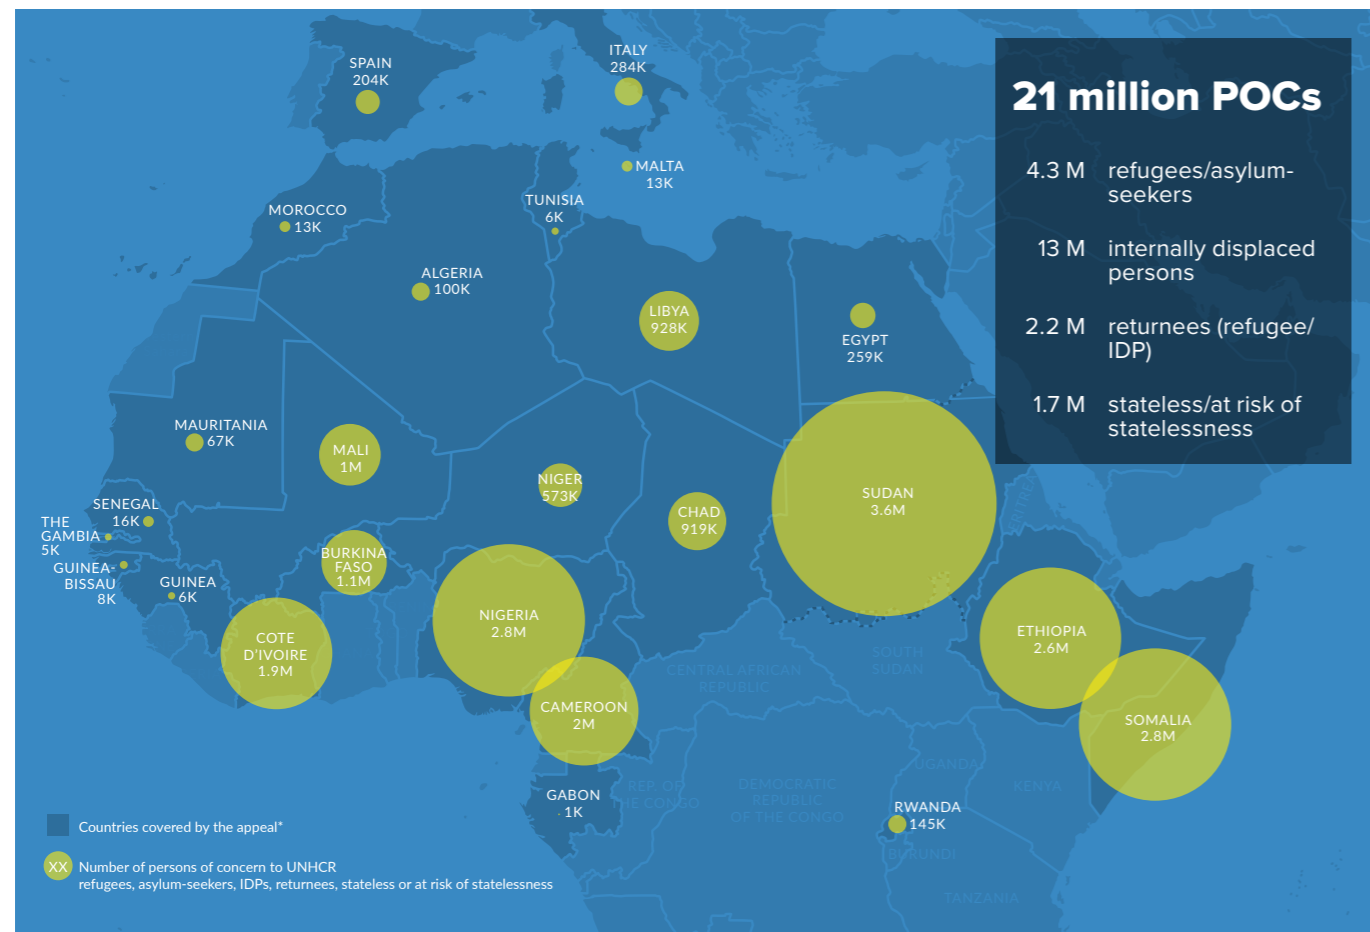 SPAIN
204K
ITALY
284K
MALTA
13K
TUNISIA
6K
MOROCCO
13K
ALGERIA
100K
LIBYA
928K
EGYPT
259K
MAURITANIA
67K
MALI
1M
NIGER
573K
CHAD
919K
SUDAN
3.6M
ERITREA
SENEGAL
16K
THE
GAMBIA
5K
GUINEA-
BISSAU
8K
GUINEA
6K
BURKINA
FASO
1.1M
COTE
D'IVOIRE
1.9M
NIGERIA
2.8M
CAMEROON
2M
CENTRAL AFRICAN
REPUBLIC
SOUTH
SUDAN
ETHIOPIA
2.6M
SOMALIA
2.8M
GABON
1K
REP. OF
THE CONGO
DEMOCRATIC
REPUBLIC
OF THE CONGO
UGANDA
KENYA
RWANDA
145K
BURUNDI
TANZANIA
21 million POCs
4.3 M refugees/asylum-
seekers
13 M internally displaced
persons
2.2 M returnees (refugee/
IDP)
1.7 M stateless/at risk of
statelessness
Countries covered by the appeal*
XX Number of persons of concern to UNHCR
refugees, asylum-seekers, IDPs, returnees, stateless or at risk of statelessness